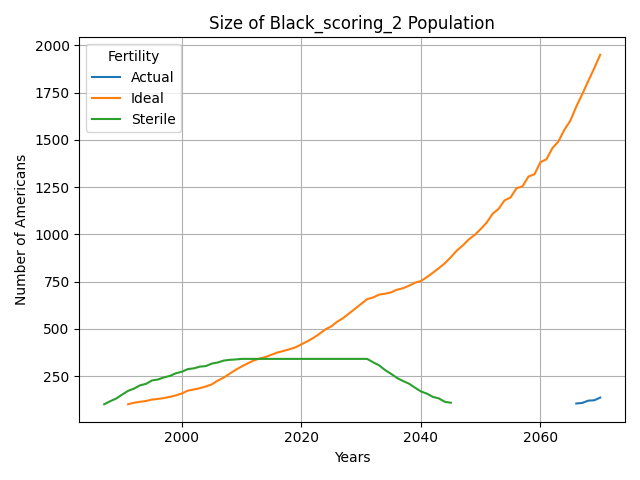 Size of Black_scoring_2 Population
Number of Americans
2000
1750
1500
1250
1000
750
500
250
Fertility
Actual
Ideal
Sterile
2000
2020
2040
2060
Years